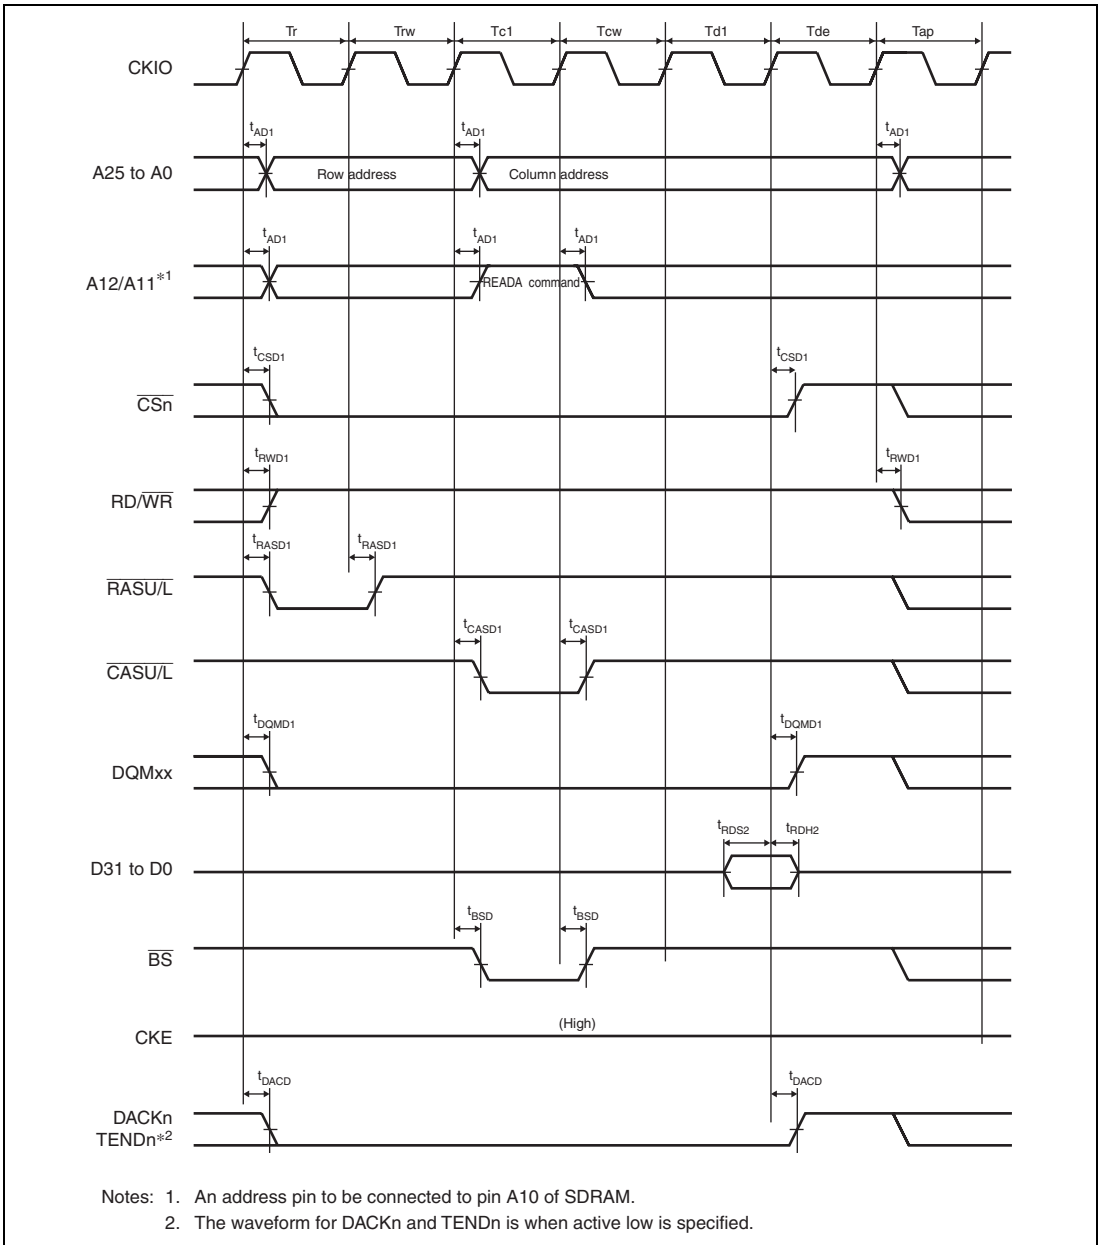 Tr Trw Tc1 Tcw Td1 Tde Tap
CKIO
tAD1 tAD1 tAD1
A25 to A0 Row address Column address
tAD1 tAD1 tAD1
A12/A11*1 READA command
tCSD1 tCSD1
CSn
tRWD1 tRWD1
RD/WR
tRASD1 tRASD1
RASU/L
tCASD1 tCASD1
CASU/L
tDQMD1 tDQMD1
DQMxx
tRDS2 tRDH2
D31 to D0
tBSD tBSD
BS
(High)
CKE
tDACD tDACD
DACKn
TENDn*2
Notes: 1. An address pin to be connected to pin A10 of SDRAM.
2. The waveform for DACKn and TENDn is when active low is specified.